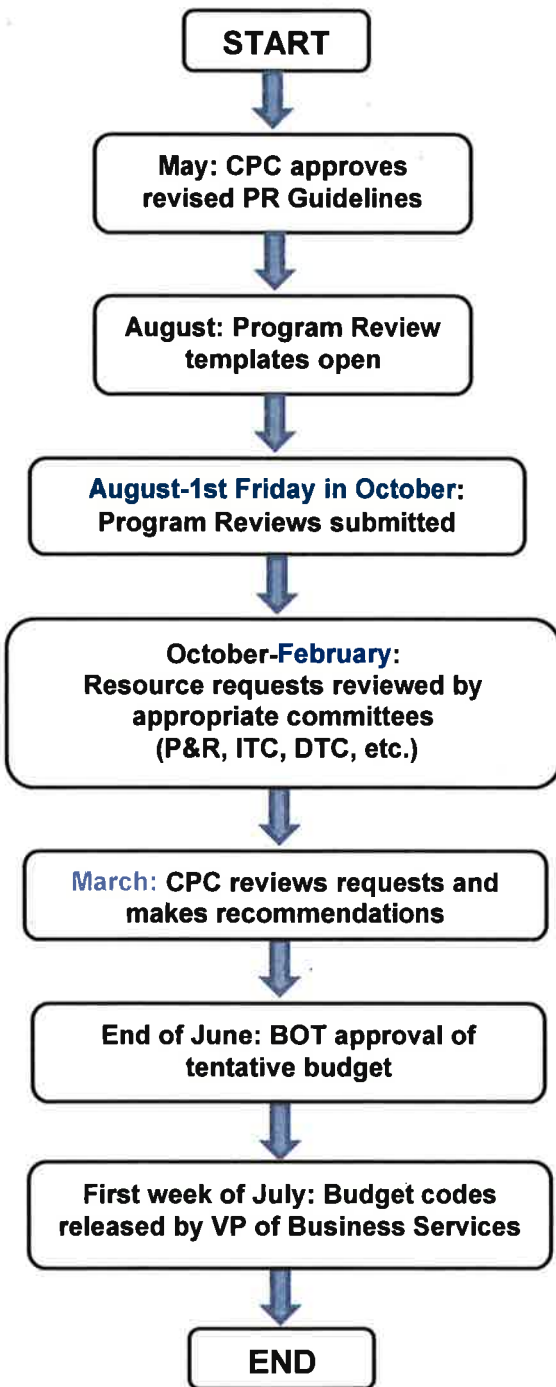 START
May: CPC approves
revised PR Guidelines
August: Program Review
templates open
August-1st Friday in October:
Program Reviews submitted
October-February:
Resource requests reviewed by
appropriate committees
(P&R, ITC, DTC, etc.)
March: CPC reviews requests and
makes recommendations
End of June: BOT approval of
tentative budget
First week of July: Budget codes
released by VP of Business Services
END